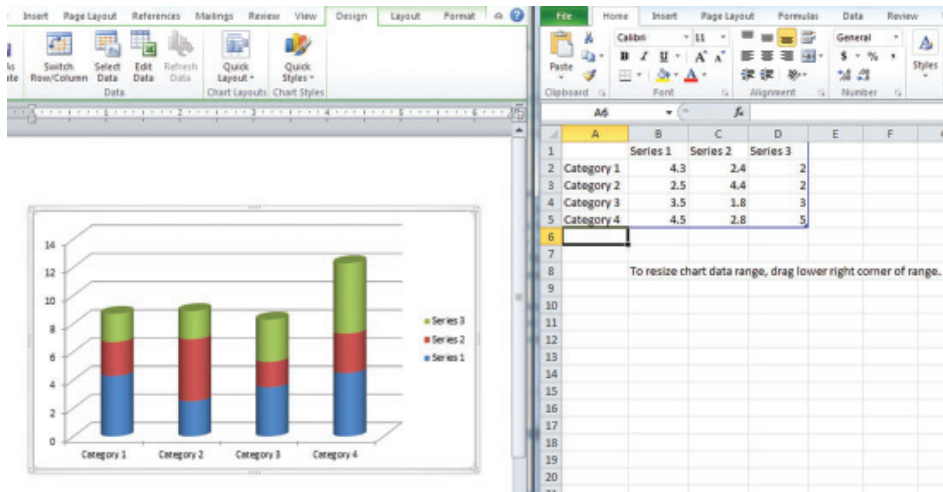 Insert Page Layout References Mailings Review View Design Layout Format
Switch Row/Column
Select Data
Edit Data
Refresh Data
Quick Layout
Quick Styles
Data Chart Layouts Chart Styles
1 2 3 4 5 6
14
12
10
8
6
4
2
0
Series 3
Series 2
Series 1
Category 1 Category 2 Category 3 Category 4
File Home Insert Page Layout Formulas Data Review
Paste
Calibri 11
B I U A A
General
$ % ,
Styles
Clipboard Font Alignment Number
A6 fx
A B C D E F
1 Series 1 Series 2 Series 3
2 Category 1 4.3 2.4 2
3 Category 2 2.5 4.4 2
4 Category 3 3.5 1.8 3
5 Category 4 4.5 2.8 5
6
7
8 To resize chart data range, drag lower right corner of range.
9
10
11
12
13
14
15
16
17
18
19
20